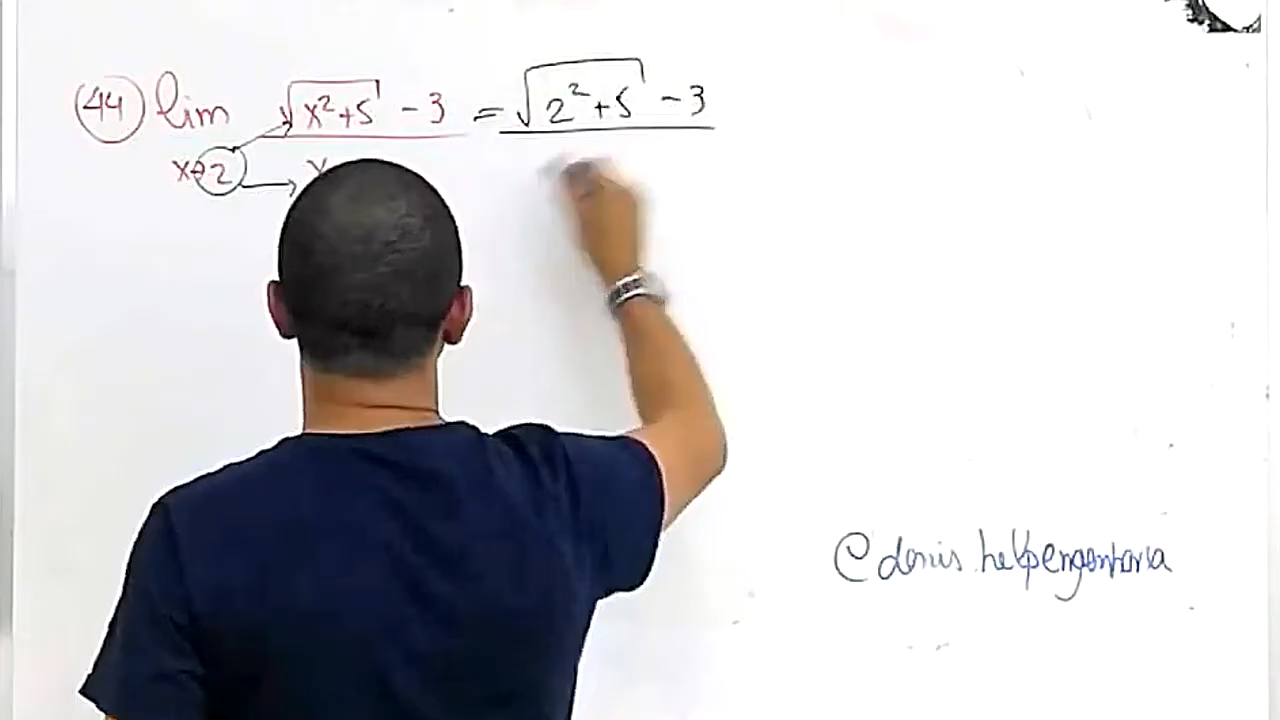 44 lim √x²+5 - 3 = √2²+5 - 3
x→2 x
@denis.helpengenharia